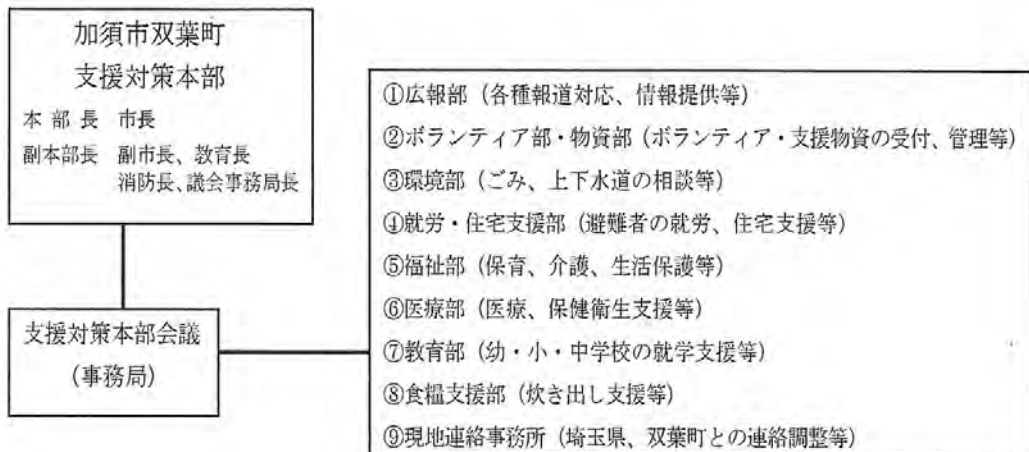 加須市双葉町
支援対策本部
本部長 市長
副本部長 副市長、教育長
消防長、議会事務局長
支援対策本部会議
(事務局)
①広報部（各種報道対応、情報提供等）
②ボランティア部・物資部（ボランティア・支援物資の受付、管理等）
③環境部（ごみ、上下水道の相談等）
④就労・住宅支援部（避難者の就労、住宅支援等）
⑤福祉部（保育、介護、生活保護等）
⑥医療部（医療、保健衛生支援等）
⑦教育部（幼・小・中学校の就学支援等）
⑧食糧支援部（炊き出し支援等）
⑨現地連絡事務所（埼玉県、双葉町との連絡調整等）